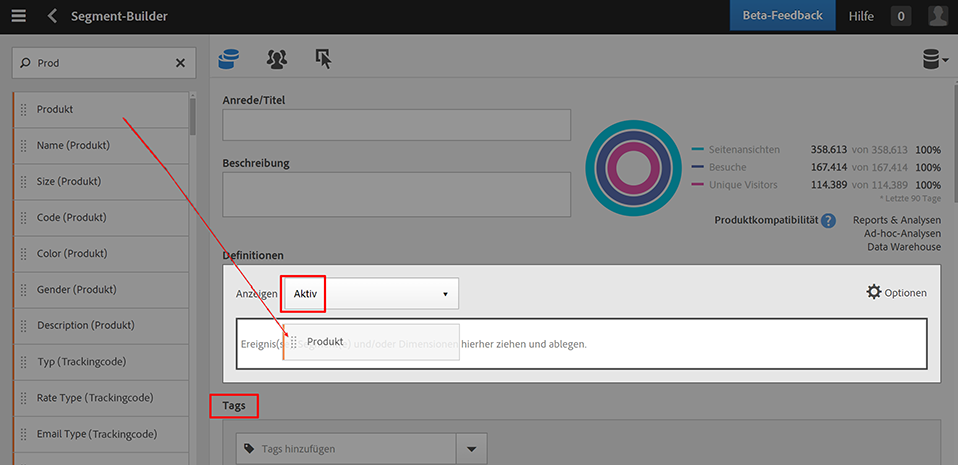 Segment-Builder
Beta-Feedback
Hilfe
0
Prod
Produkt
Name (Produkt)
Size (Produkt)
Code (Produkt)
Color (Produkt)
Gender (Produkt)
Description (Produkt)
Typ (Trackingcode)
Rate Type (Trackingcode)
Email Type (Trackingcode)
Anrede/Titel
Beschreibung
Seitenansichten 358,613 von 358,613 100%
Besuche 167,414 von 167,414 100%
Unique Visitors 114,389 von 114,389 100%
* Letzte 90 Tage
Produktkompatibilität ? Reports & Analysen
Ad-hoc-Analysen
Data Warehouse
Definitionen
Anzeigen Aktiv
Optionen
Produkt
Ereignis(s und/oder Dimensionen hierher ziehen und ablegen.
Tags
Tags hinzufügen